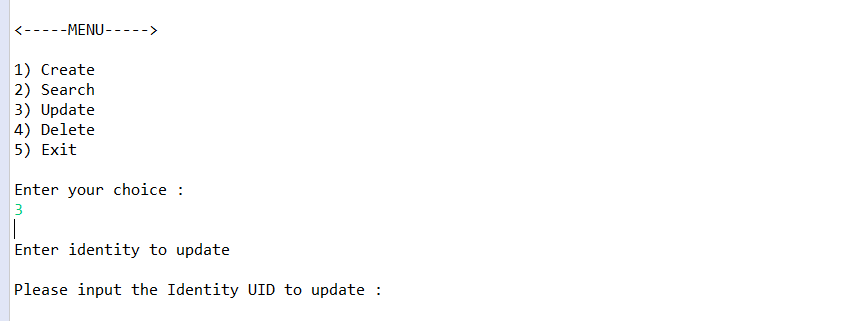 <-----MENU----->
1) Create
2) Search
3) Update
4) Delete
5) Exit
Enter your choice :
3
Enter identity to update
Please input the Identity UID to update :